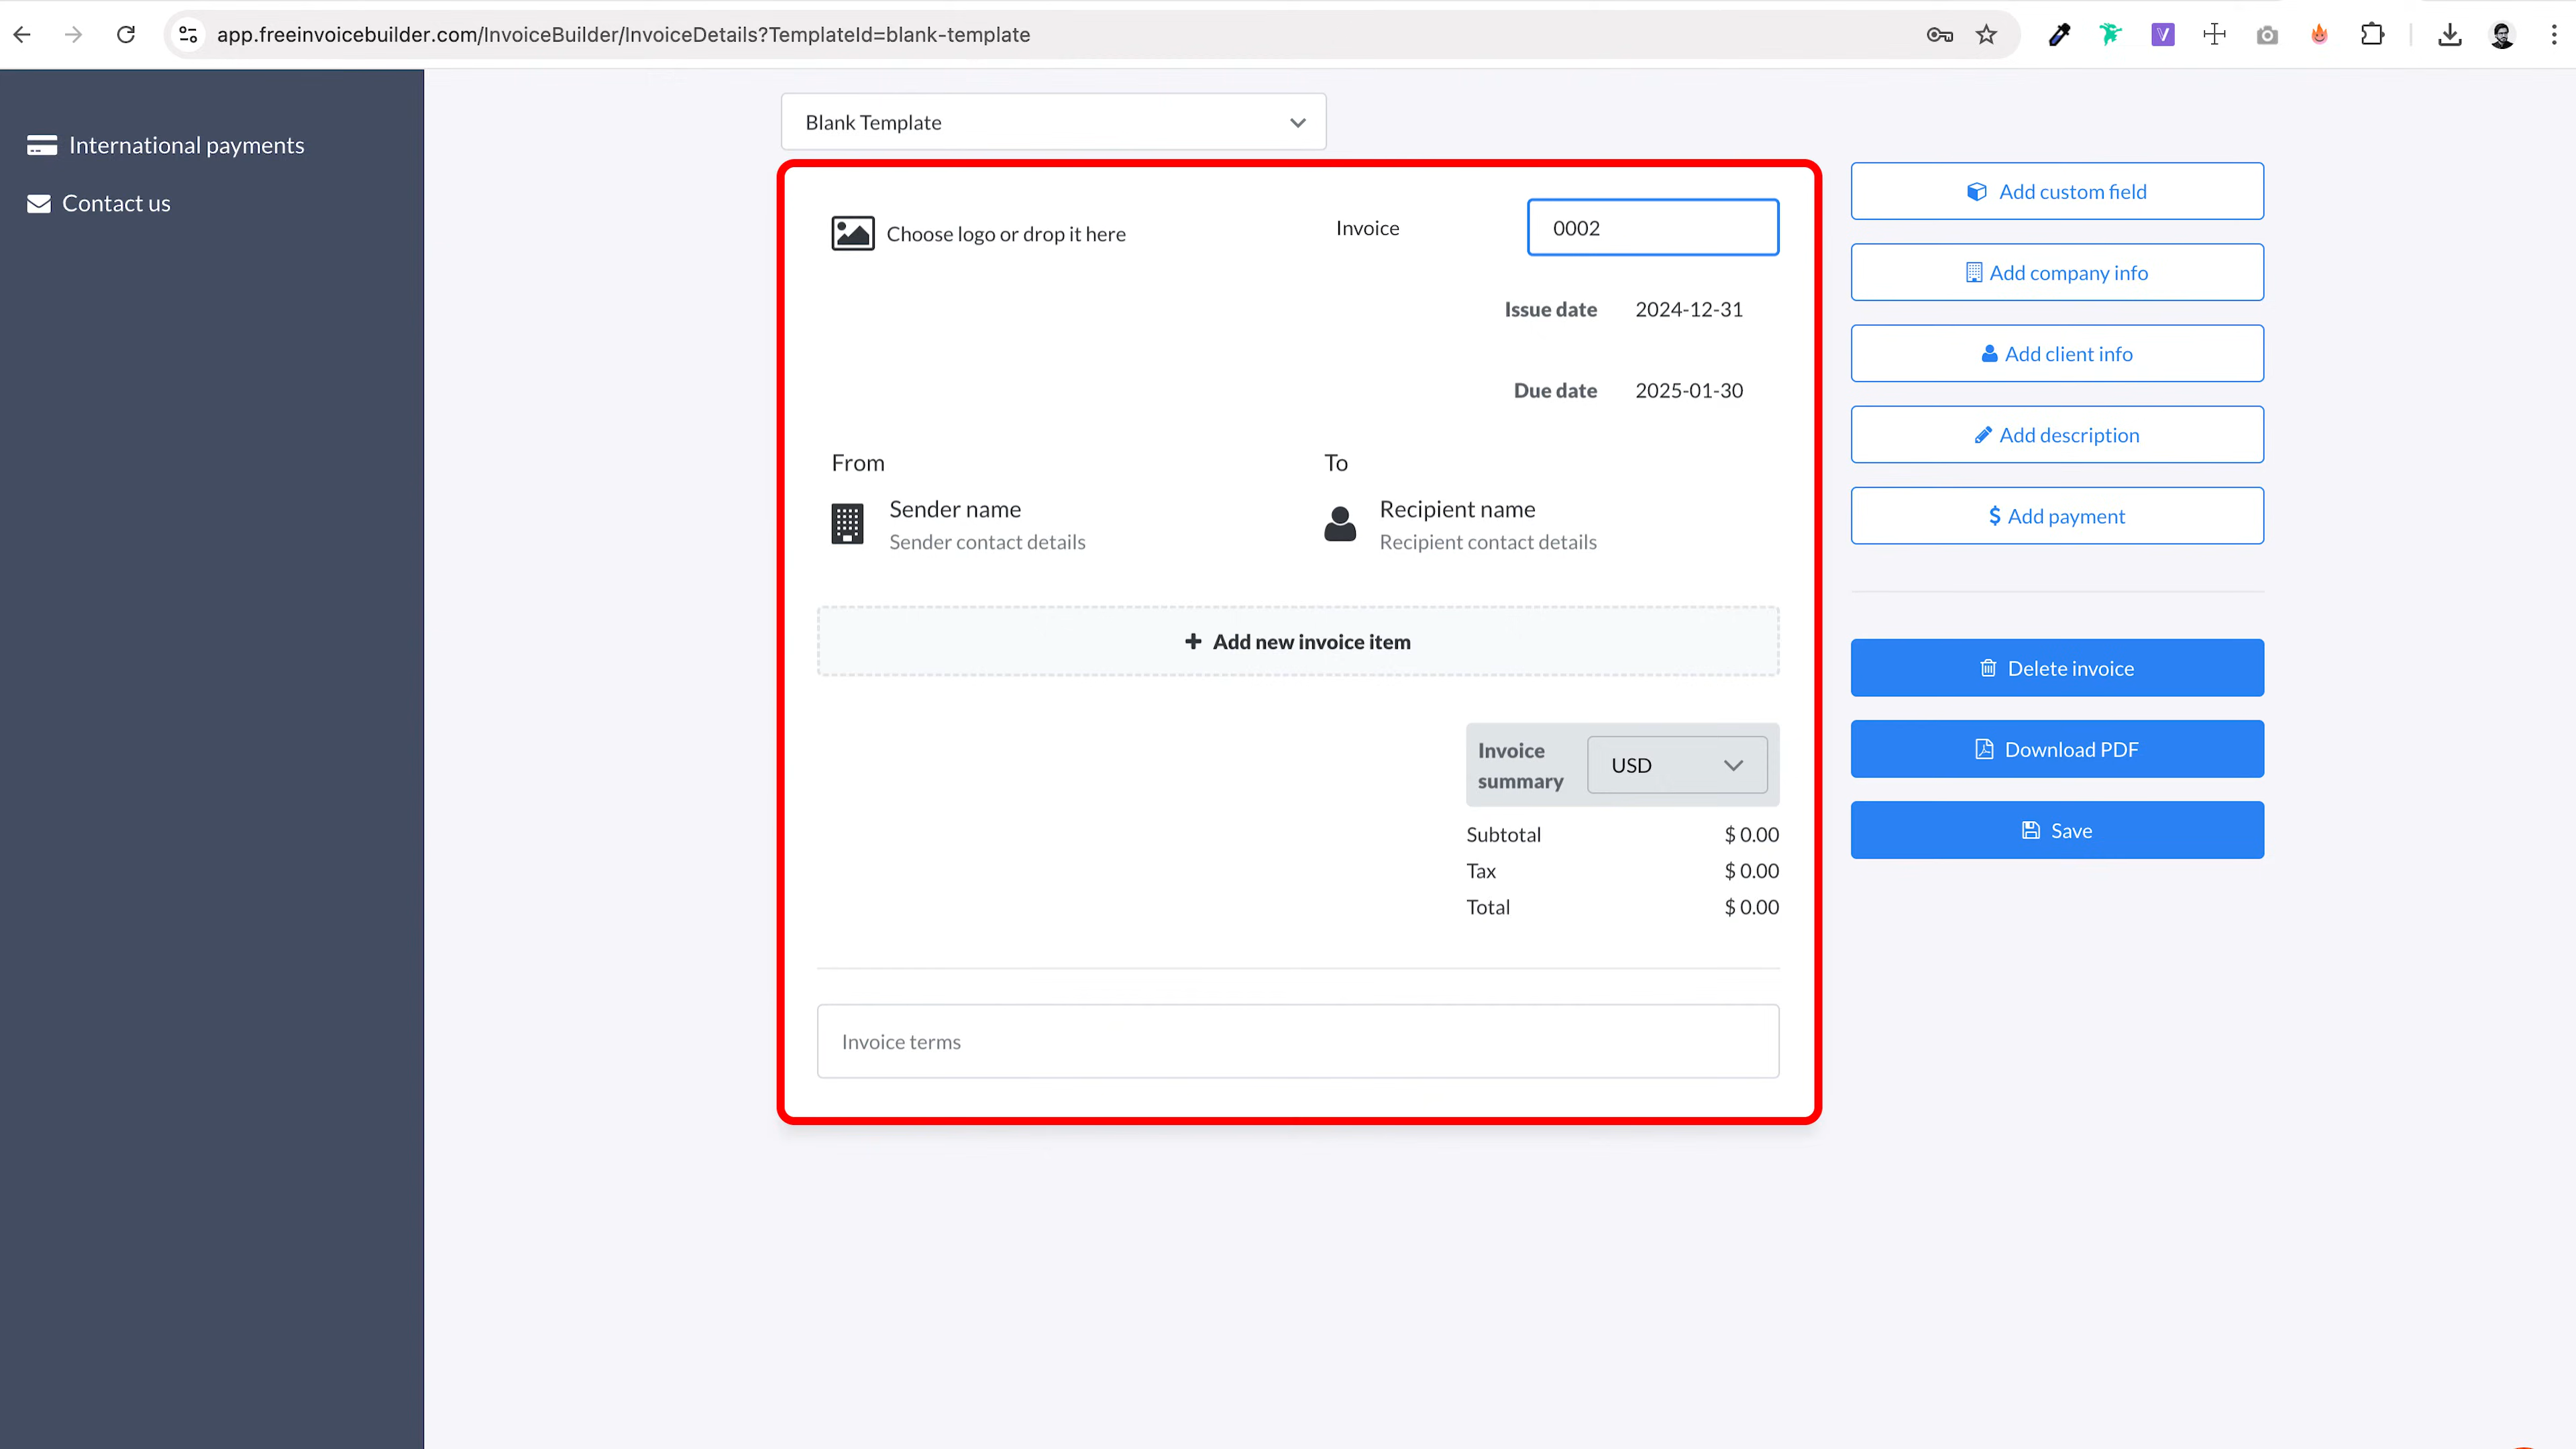 app.freeinvoicebuilder.com/InvoiceBuilder/InvoiceDetails?TemplateId=blank-template
V
International payments
Contact us
Blank Template
Choose logo or drop it here
Invoice
0002
Issue date 2024-12-31
Due date 2025-01-30
From
To
Sender name
Sender contact details
Recipient name
Recipient contact details
+ Add new invoice item
Invoice
summary
USD
Subtotal $ 0.00
Tax $ 0.00
Total $ 0.00
Invoice terms
Add custom field
Add company info
Add client info
Add description
$ Add payment
Delete invoice
Download PDF
Save